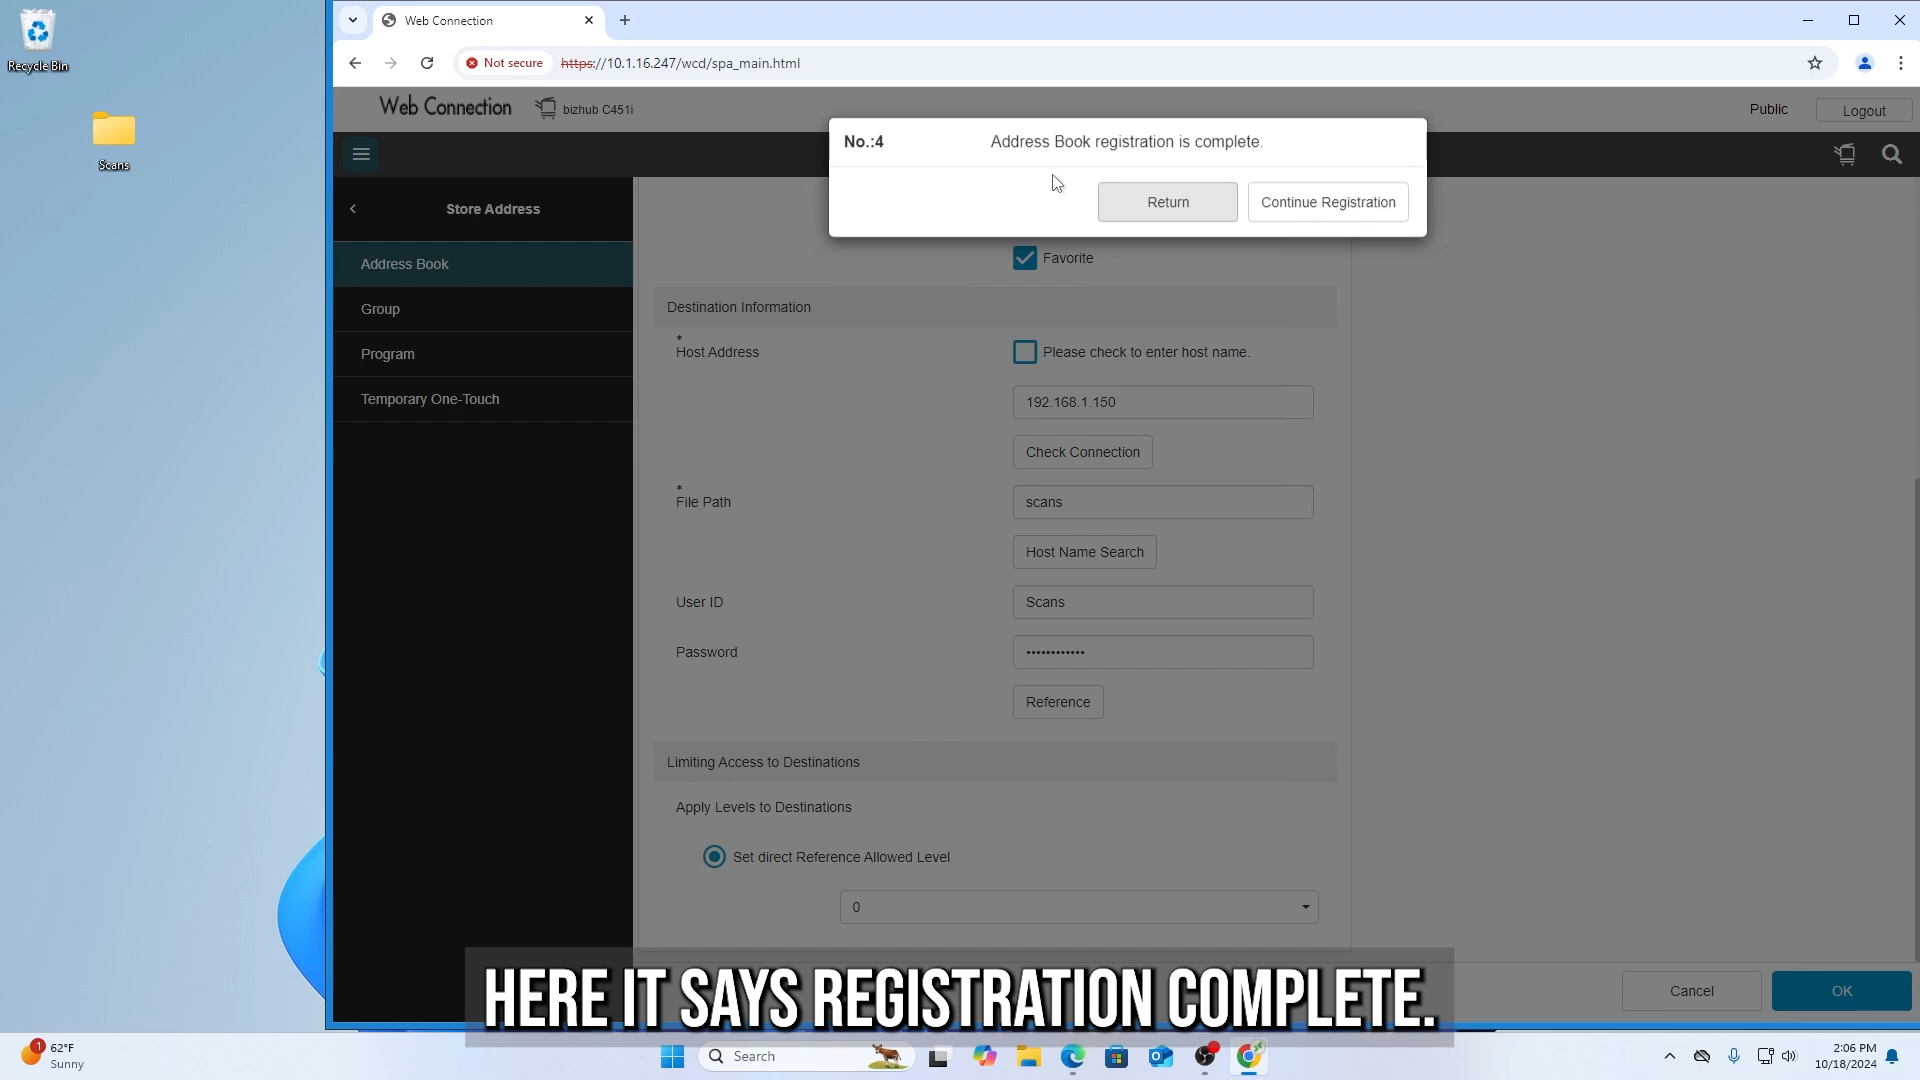 Recycle Bin
Scans
Web Connection
Not secure
https://10.1.16.247/wcd/spa_main.html
Web Connection
bizhub C451i
Public
Logout
No.:4
Address Book registration is complete.
Return
Continue Registration
Store Address
Address Book
Group
Program
Temporary One-Touch
Favorite
Destination Information
* Host Address
Please check to enter host name.
192.168.1.150
Check Connection
* File Path
scans
Host Name Search
User ID
Scans
Password
••••••••••••
Reference
Limiting Access to Destinations
Apply Levels to Destinations
Set direct Reference Allowed Level
0
Cancel
OK
HERE IT SAYS REGISTRATION COMPLETE.
1
62°F
Sunny
Search
2:06 PM
10/18/2024